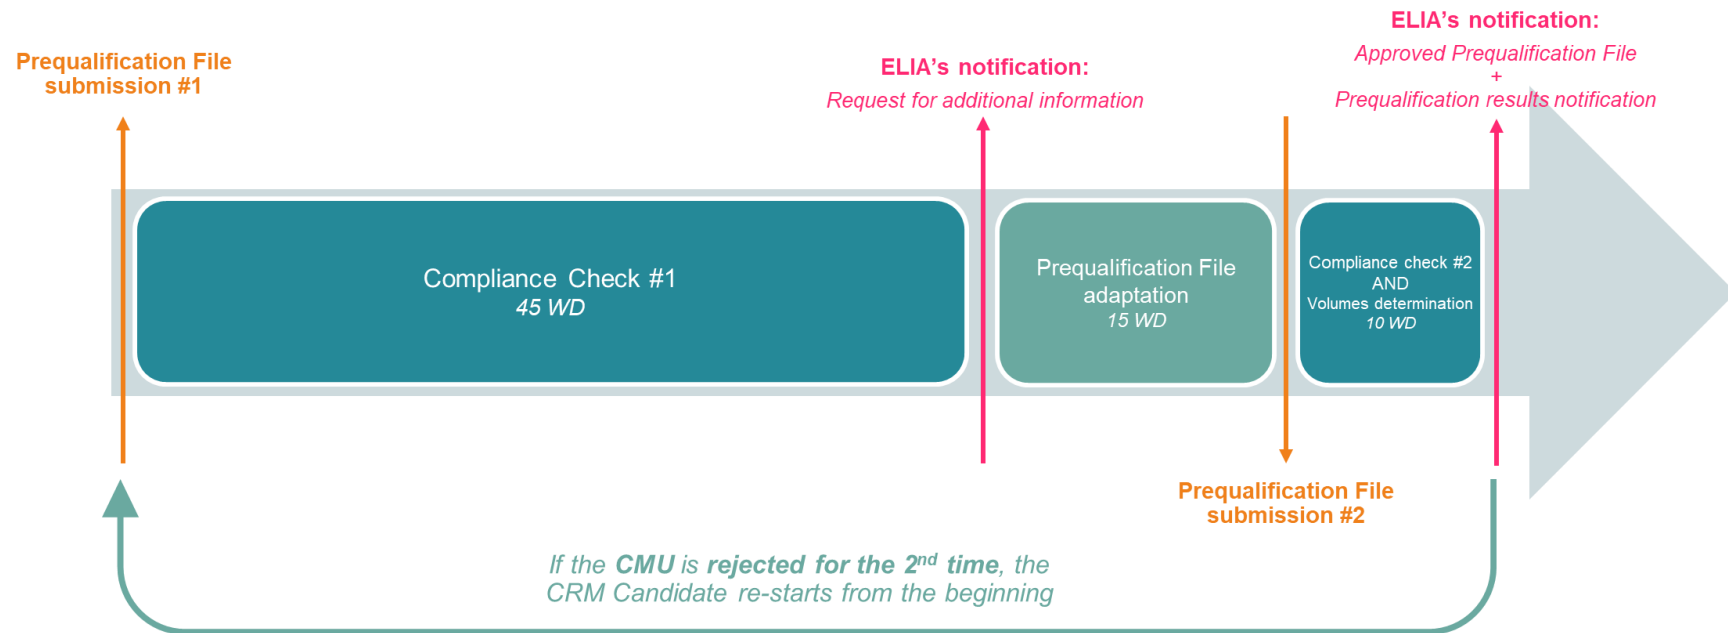 Prequalification File
submission #1
ELIA's notification:
Request for additional information
ELIA's notification:
Approved Prequalification File
+
Prequalification results notification
Compliance Check #1
45 WD
Prequalification File
adaptation
15 WD
Compliance check #2
AND
Volumes determination
10 WD
Prequalification File
submission #2
If the CMU is rejected for the 2nd time, the
CRM Candidate re-starts from the beginning